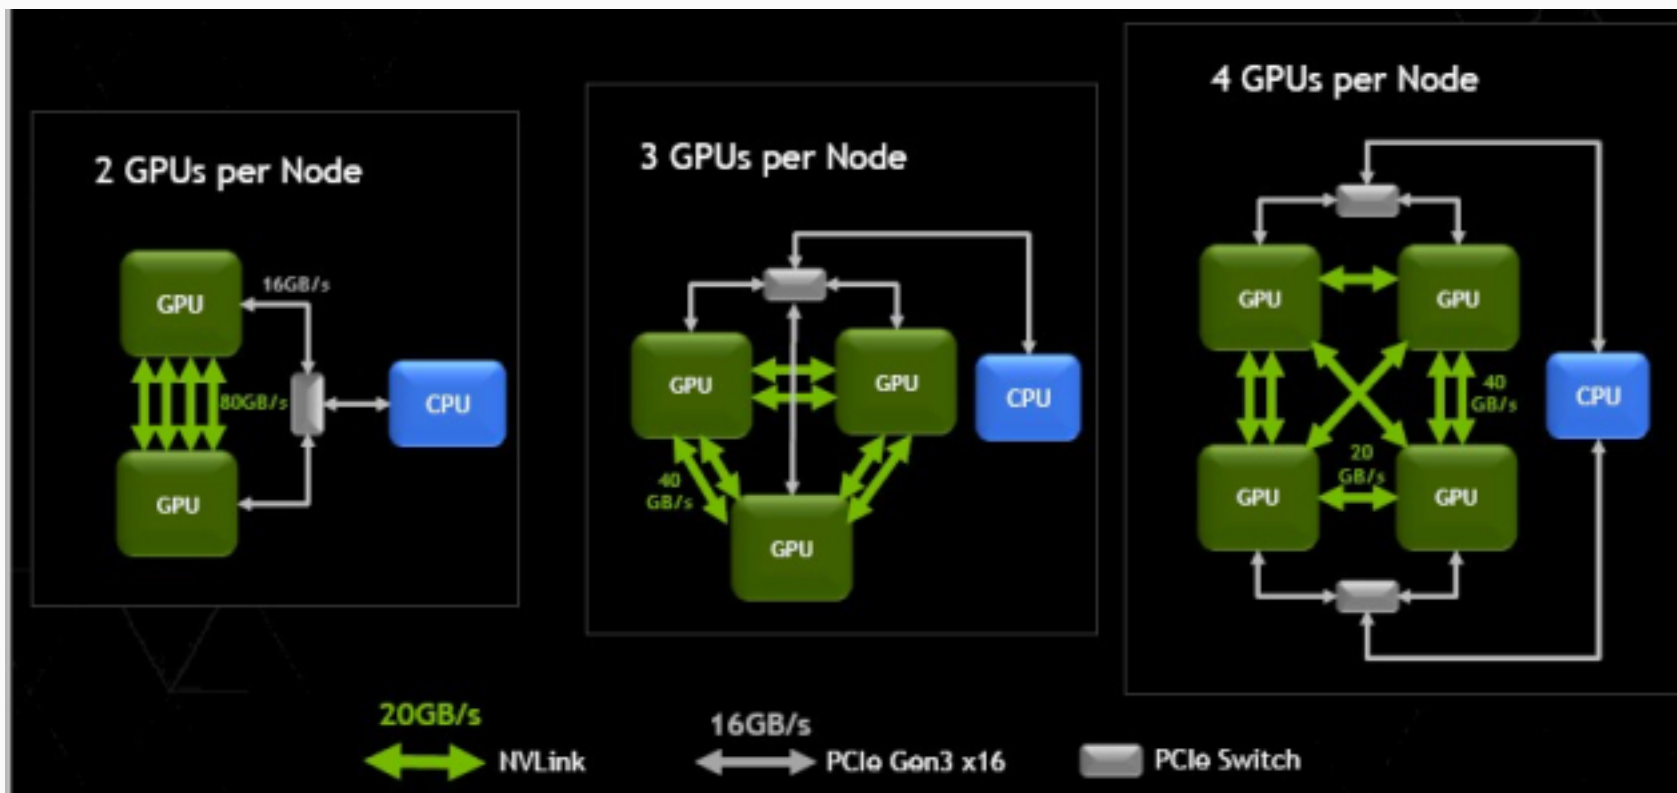 2 GPUs per Node
GPU
16GB/s
80GB/s
CPU
GPU
3 GPUs per Node
GPU
GPU
CPU
40
GB/s
GPU
4 GPUs per Node
GPU
GPU
40
GB/s
CPU
20
GB/s
GPU
GPU
20GB/s
NVLink
16GB/s
PCIe Gen3 x16
PCIe Switch